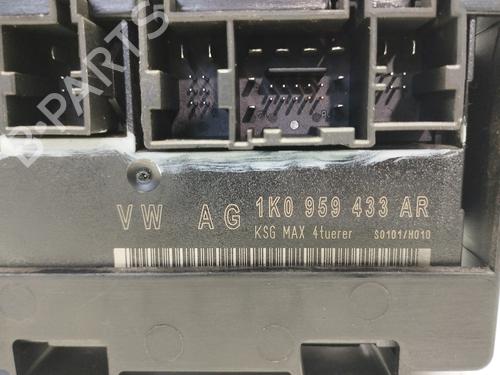 B-PARTS
VW AG 1K0 959 433 AR
KSG MAX 4tuerer S0101/H010